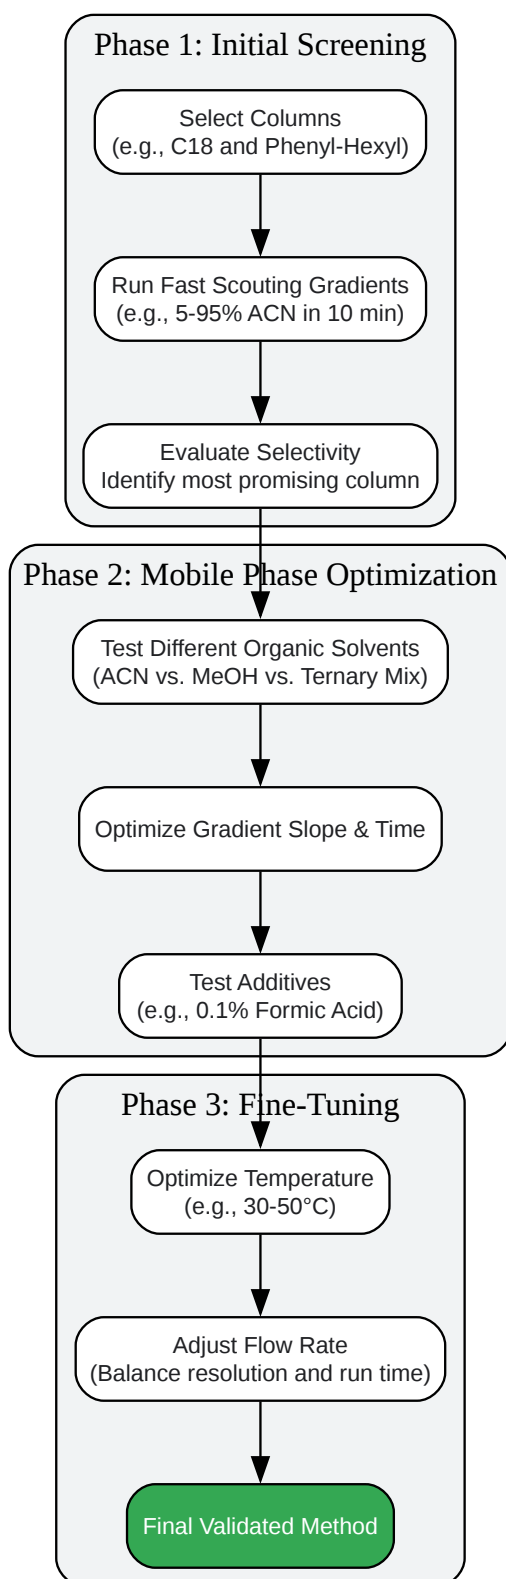 Phase 1: Initial Screening
Select Columns
(e.g., C18 and Phenyl-Hexyl)
Run Fast Scouting Gradients
(e.g., 5-95% ACN in 10 min)
Evaluate Selectivity
Identify most promising column
Phase 2: Mobile Phase Optimization
Test Different Organic Solvents
(ACN vs. MeOH vs. Ternary Mix)
Optimize Gradient Slope & Time
Test Additives
(e.g., 0.1% Formic Acid)
Phase 3: Fine-Tuning
Optimize Temperature
(e.g., 30-50°C)
Adjust Flow Rate
(Balance resolution and run time)
Final Validated Method